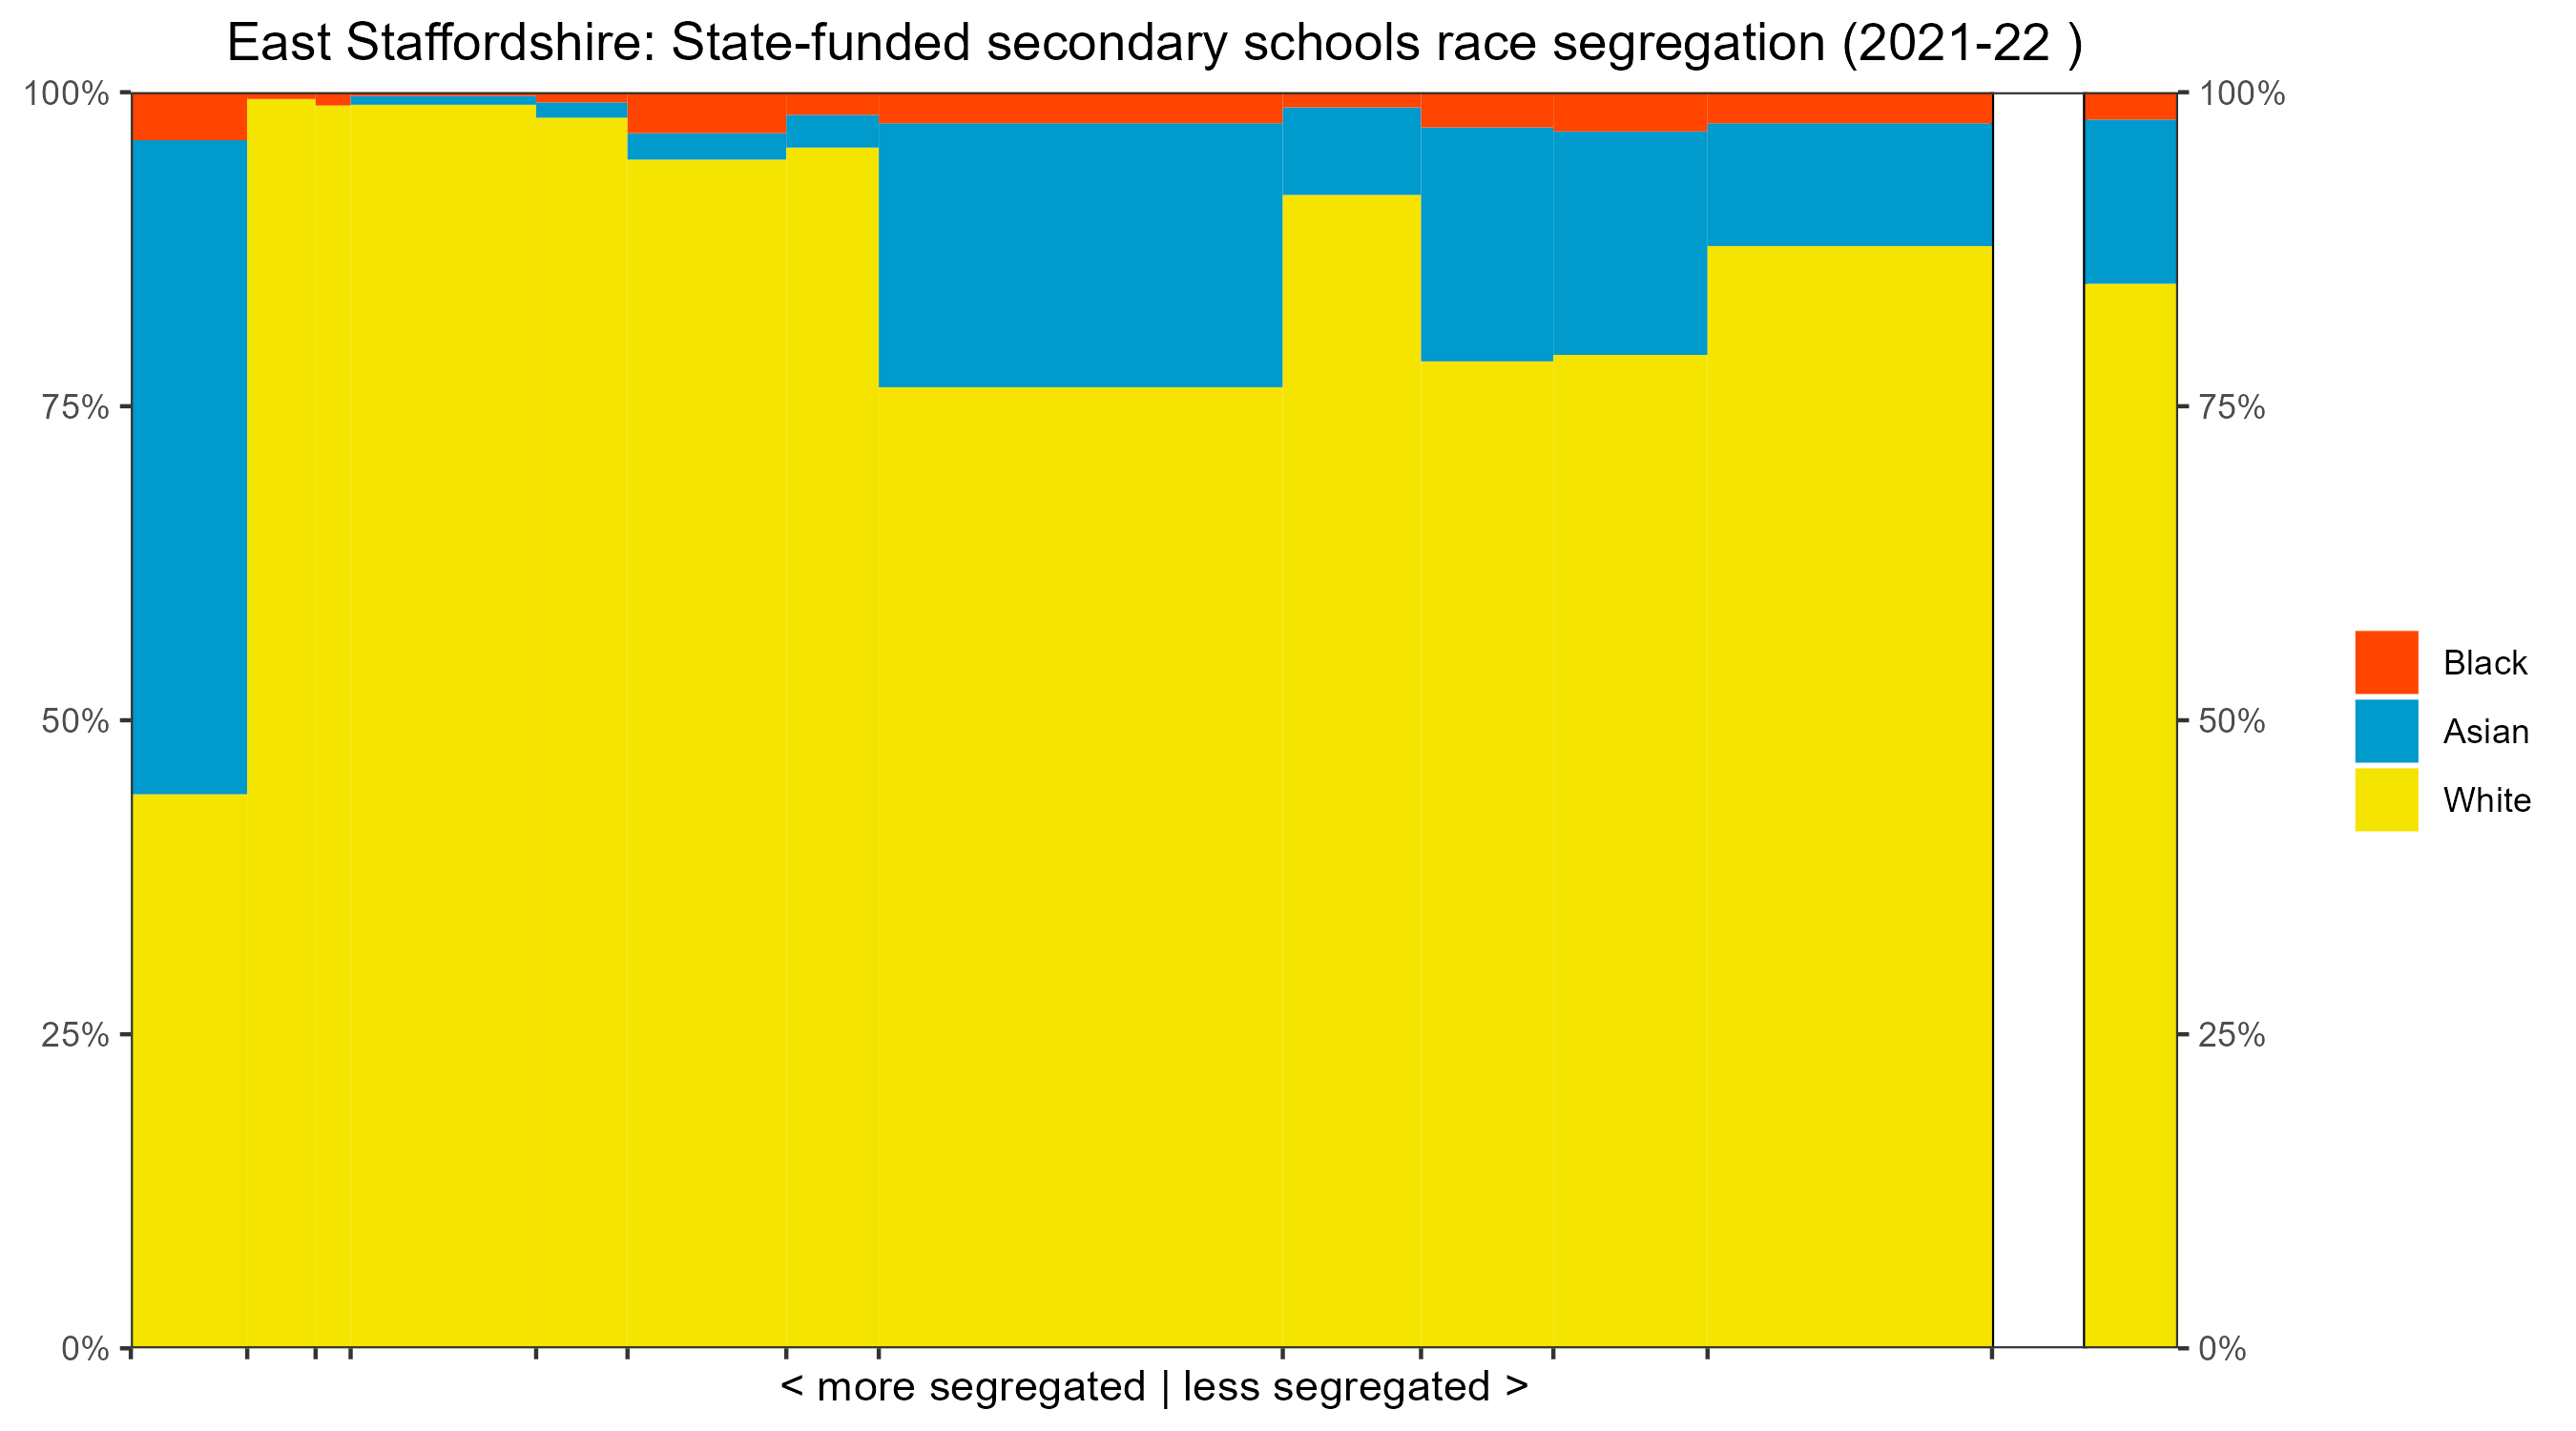 East Staffordshire: State-funded secondary schools race segregation (2021-22 )
100%
75%
50%
25%
0%
100%
75%
50%
25%
0%
Black
Asian
White
< more segregated | less segregated >